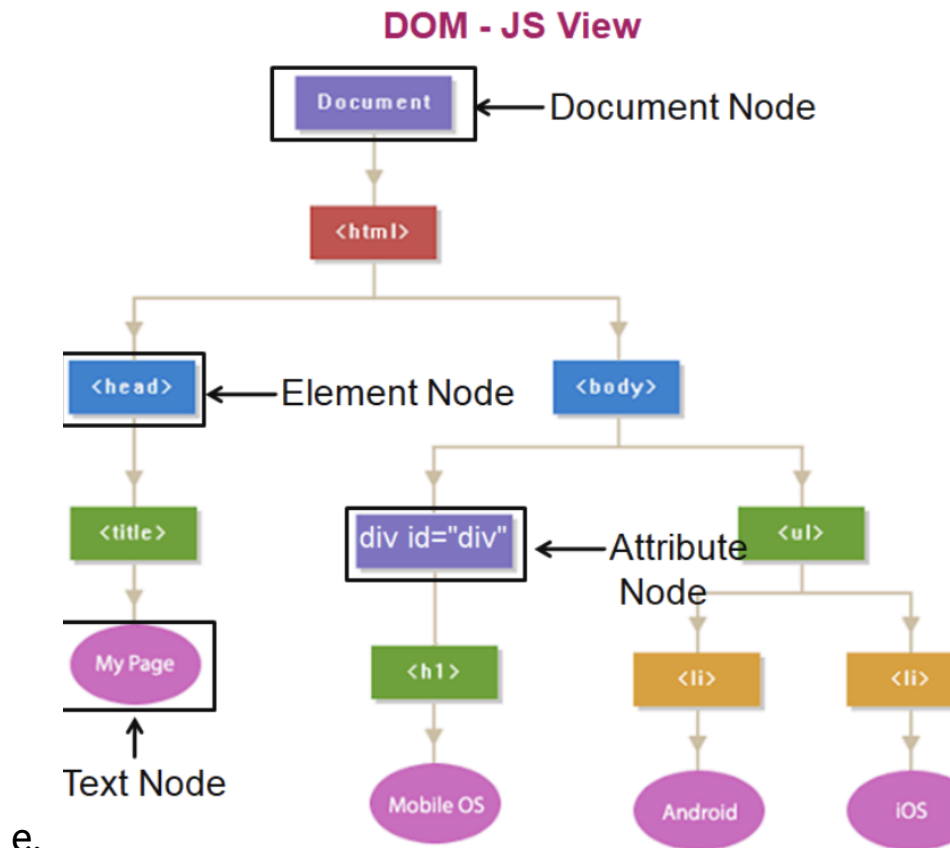 DOM - JS View
Document
Document Node
<html>
<head>
Element Node
<body>
<title>
div id="div"
Attribute
Node
<ul>
My Page
<h1>
<li>
<li>
Text Node
Mobile OS
Android
iOS
e.